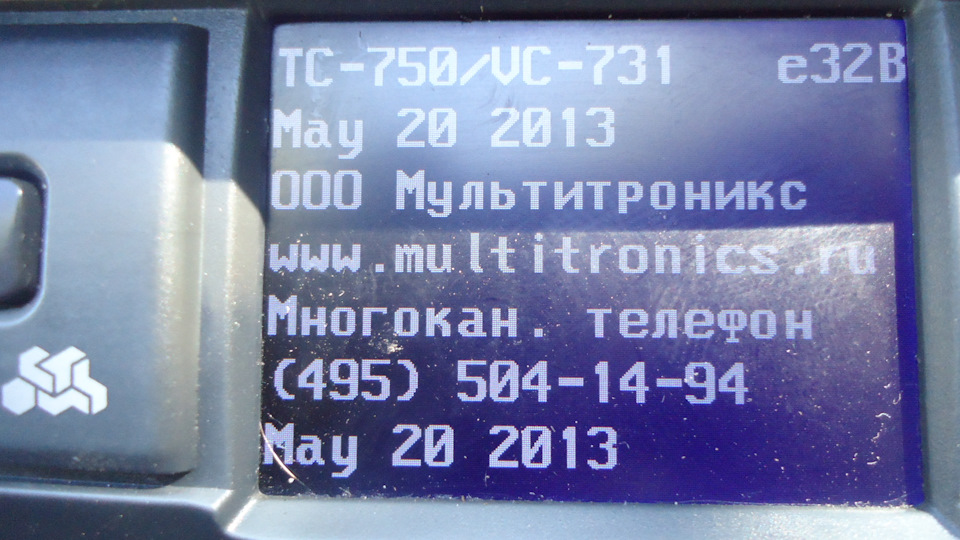 TC-750/VC-731 e32B
May 20 2013
ООО Мультитроникс
www.multitronics.ru
Многокан. телефон
(495) 504-14-94
May 20 2013